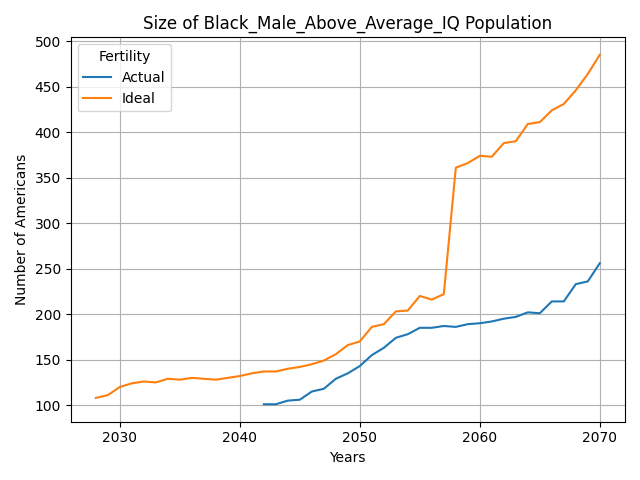 Size of Black_Male_Above_Average_IQ Population
Fertility
Actual
Ideal
500
450
400
350
300
250
200
150
100
Number of Americans
2030 2040 2050 2060 2070
Years